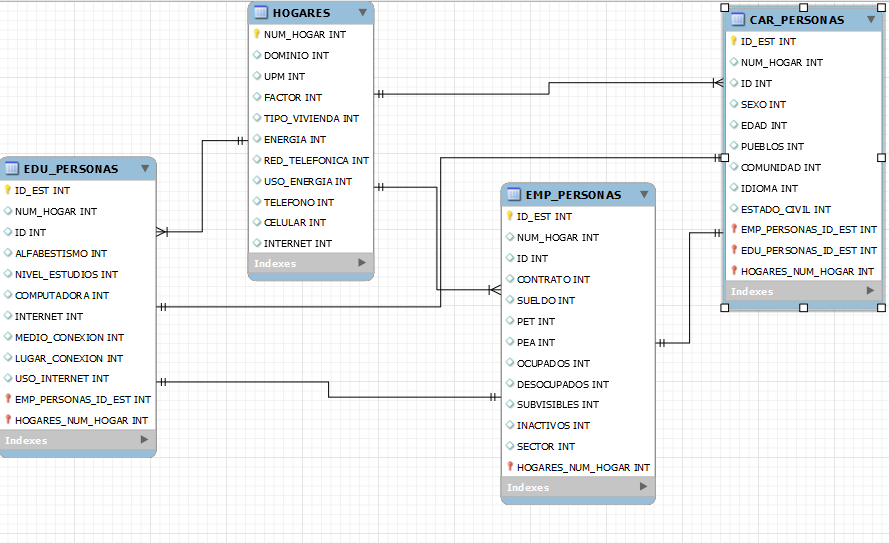 HOGARES
NUM_HOGAR INT
DOMINIO INT
UPM INT
FACTOR INT
TIPO_VIVIENDA INT
ENERGIA INT
RED_TELEFONICA INT
USO_ENERGIA INT
TELEFONO INT
CELULAR INT
INTERNET INT
Indexes
CAR_PERSONAS
ID_EST INT
NUM_HOGAR INT
ID INT
SEXO INT
EDAD INT
PUEBLOS INT
COMUNIDAD INT
IDIOMA INT
ESTADO_CIVIL INT
EMP_PERSONAS_ID_EST INT
EDU_PERSONAS_ID_EST INT
HOGARES_NUM_HOGAR INT
Indexes
EDU_PERSONAS
ID_EST INT
NUM_HOGAR INT
ID INT
ALFABESTISMO INT
NIVEL_ESTUDIOS INT
COMPUTADORA INT
INTERNET INT
MEDIO_CONEXION INT
LUGAR_CONEXION INT
USO_INTERNET INT
EMP_PERSONAS_ID_EST INT
HOGARES_NUM_HOGAR INT
Indexes
EMP_PERSONAS
ID_EST INT
NUM_HOGAR INT
ID INT
CONTRATO INT
SUELDO INT
PET INT
PEA INT
OCUPADOS INT
DESOCUPADOS INT
SUBVISIBLES INT
INACTIVOS INT
SECTOR INT
HOGARES_NUM_HOGAR INT
Indexes